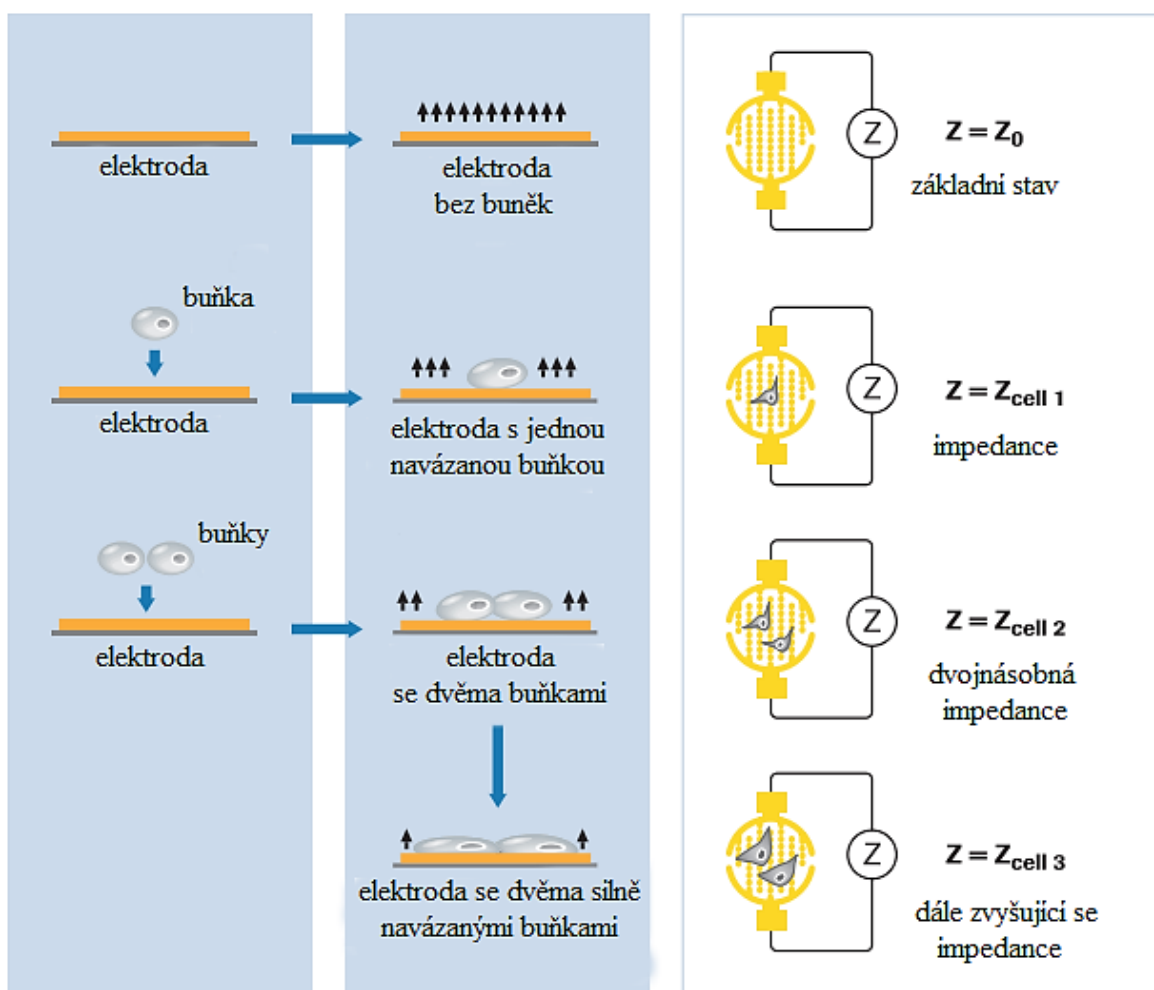 elektroda
elektroda
bez buněk
Z
Z = Z0
základní stav
buňka
elektroda
elektroda s jednou
navázanou buňkou
Z
Z = Zcell 1
impedance
buňky
elektroda
elektroda
se dvěma buňkami
Z
Z = Zcell 2
dvojnásobná
impedance
elektroda se dvěma silně
navázanými buňkami
Z
Z = Zcell 3
dále zvyšující se
impedance